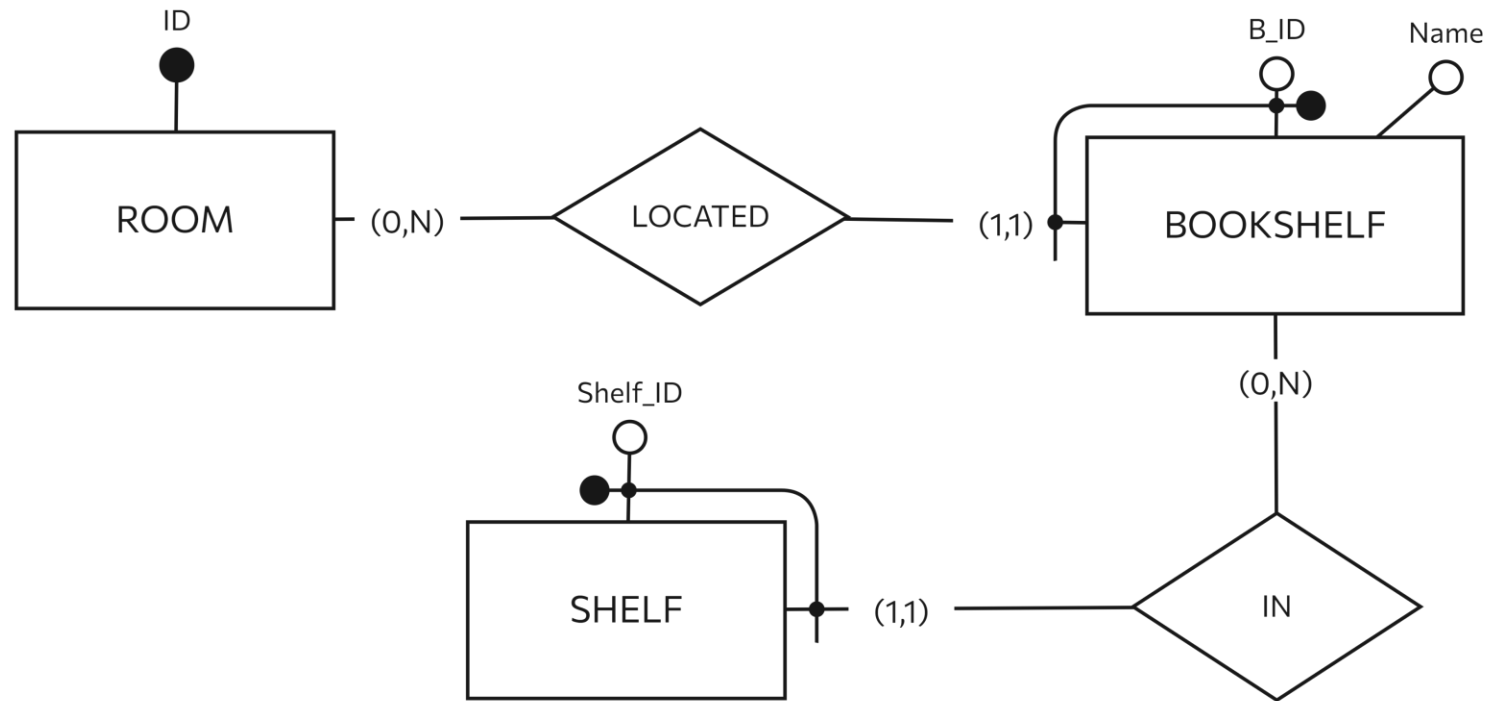 ID
B_ID
Name
ROOM
(0,N)
LOCATED
(1,1)
BOOKSHELF
(0,N)
Shelf_ID
SHELF
(1,1)
IN